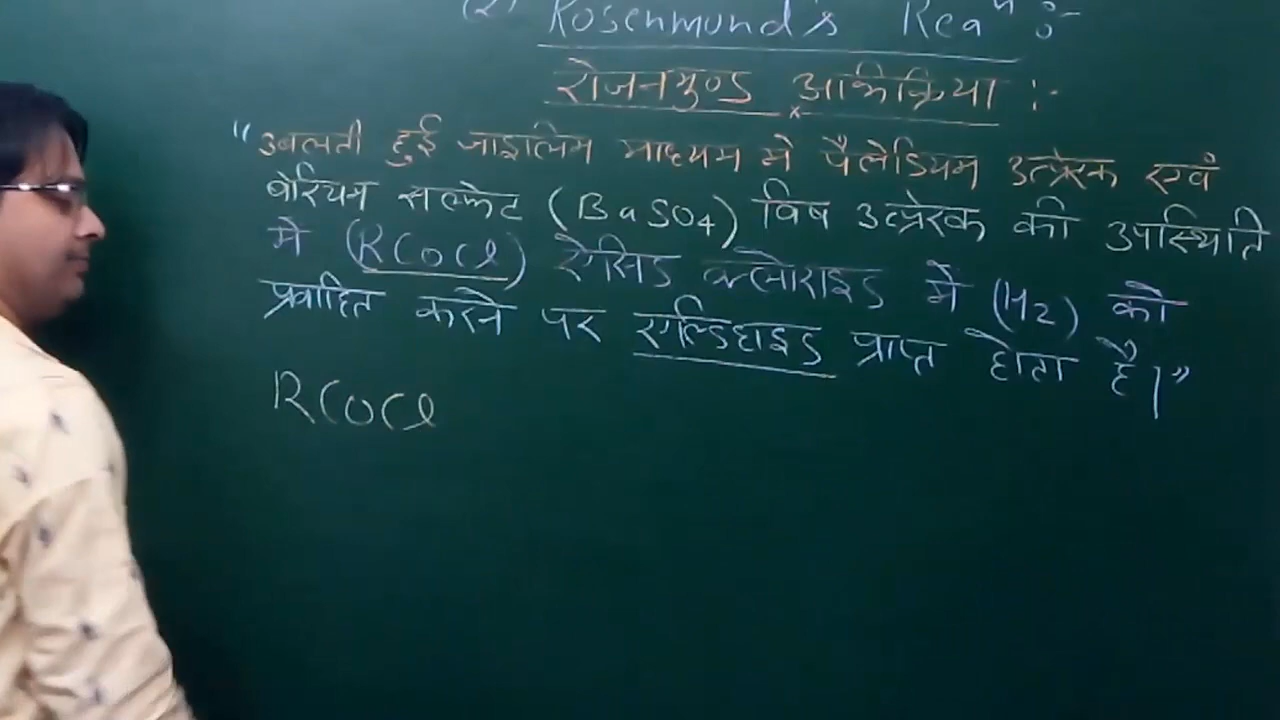 (2) Rosenmund's Reaⁿ :-
रोजनमुण्ड अभिक्रिया :-
"उबलती हुई जाइलिन माध्यम में पैलेडियम उत्प्रेरक एवं
बेरियम सल्फेट (BaSO4) विष उत्प्रेरक की उपस्थिति
में (RCOCl) ऐसिड क्लोराइड में (H2) को
प्रवाहित करने पर एल्डिहाइड प्राप्त होता है।"
RCOCl